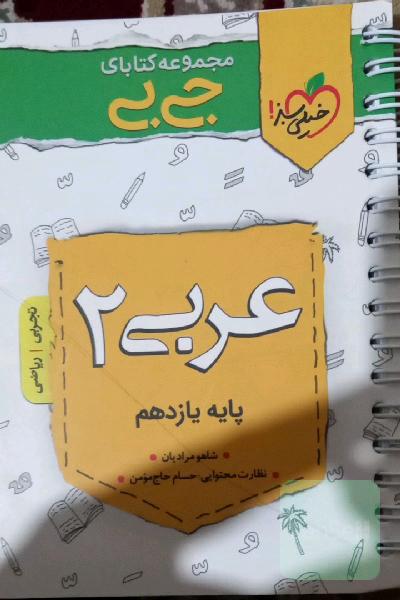 مجموعه کتابای
جی بی
خیلی سبز!
عربی ۲
تجربی | ریاضی
پایه یازدهم
• شاهو مرادیان •
• نظارت محتوایی: حسام حاج مؤمن •